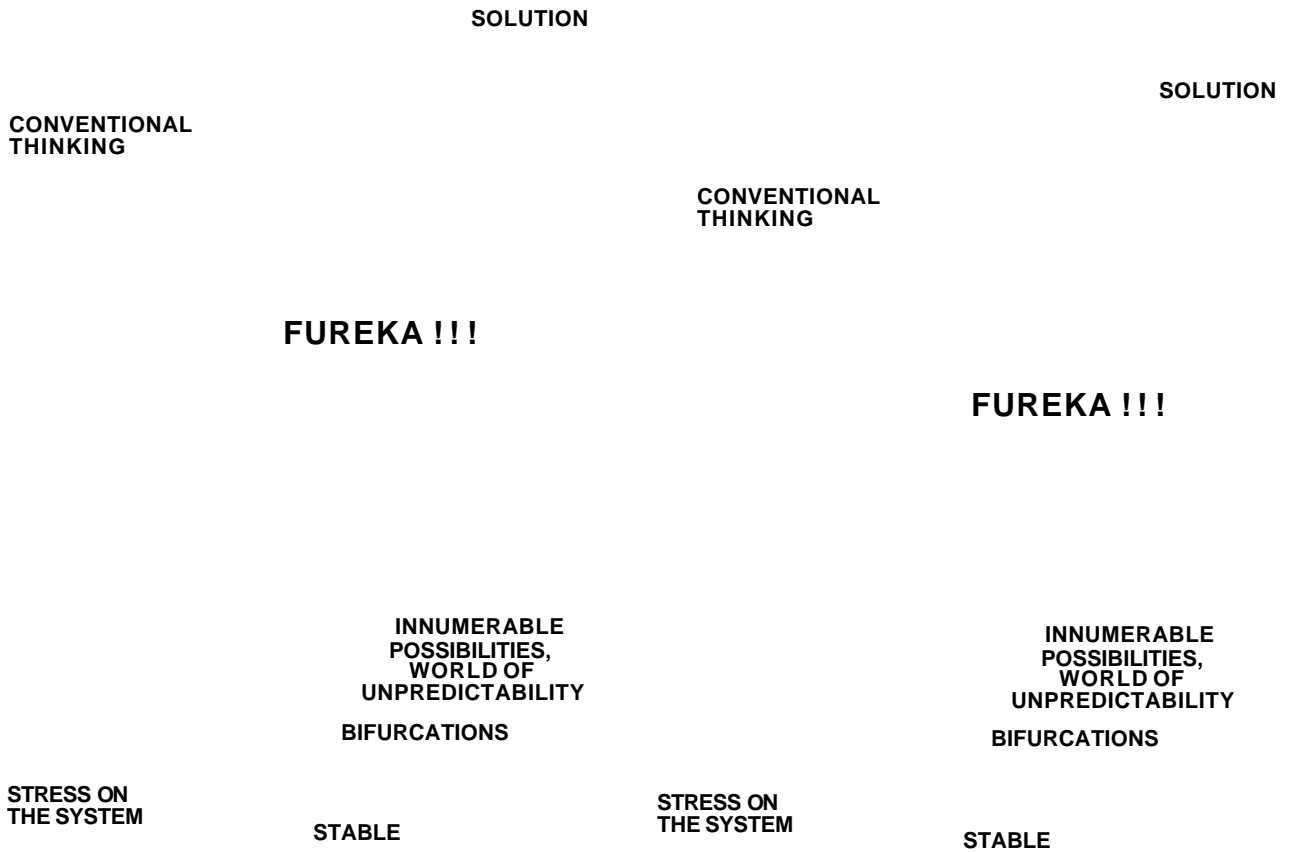 SOLUTION
SOLUTION
CONVENTIONAL
THINKING
CONVENTIONAL
THINKING
FUREKA !!!
FUREKA !!!
INNUMERABLE
POSSIBILITIES,
WORLD OF
UNPREDICTABILITY
BIFURCATIONS
INNUMERABLE
POSSIBILITIES,
WORLD OF
UNPREDICTABILITY
BIFURCATIONS
STRESS ON
THE SYSTEM
STABLE
STRESS ON
THE SYSTEM
STABLE